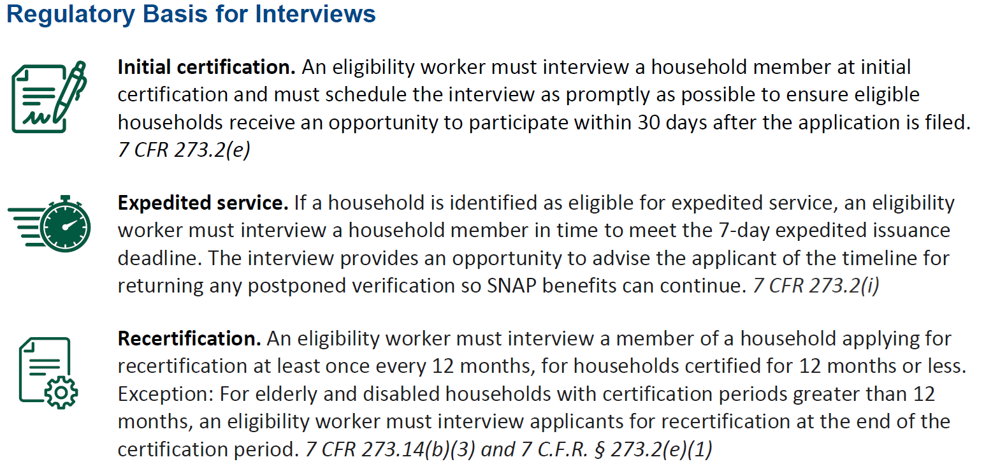 Regulatory Basis for Interviews
Initial certification. An eligibility worker must interview a household member at initial
certification and must schedule the interview as promptly as possible to ensure eligible
households receive an opportunity to participate within 30 days after the application is filed.
7 CFR 273.2(e)
Expedited service. If a household is identified as eligible for expedited service, an eligibility
worker must interview a household member in time to meet the 7-day expedited issuance
deadline. The interview provides an opportunity to advise the applicant of the timeline for
returning any postponed verification so SNAP benefits can continue. 7 CFR 273.2(i)
Recertification. An eligibility worker must interview a member of a household applying for
recertification at least once every 12 months, for households certified for 12 months or less.
Exception: For elderly and disabled households with certification periods greater than 12
months, an eligibility worker must interview applicants for recertification at the end of the
certification period. 7 CFR 273.14(b)(3) and 7 C.F.R. § 273.2(e)(1)